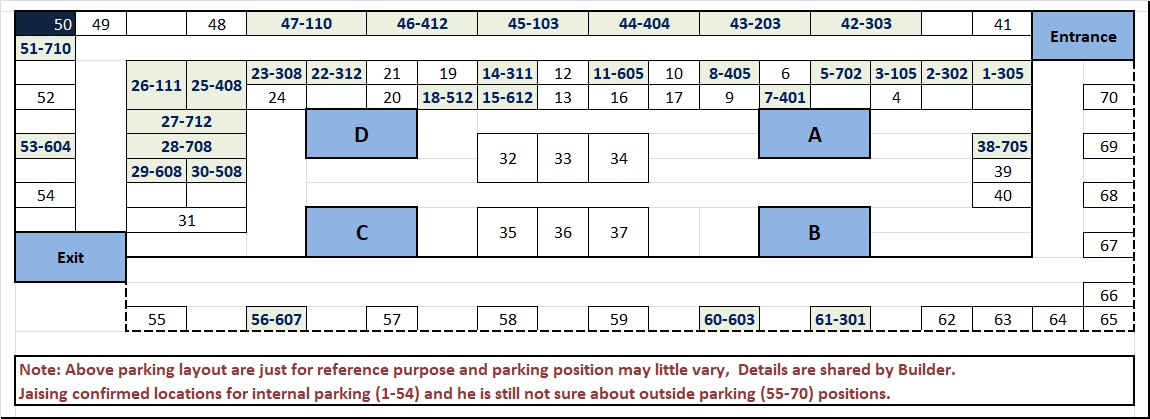 50 49 48 47-110 46-412 45-103 44-404 43-203 42-303 41 Entrance
51-710
26-111 25-408 23-308 22-312 21 19 14-311 12 11-605 10 8-405 6 5-702 3-105 2-302 1-305
52 24 20 18-512 15-612 13 16 17 9 7-401 4 70
27-712 D A
53-604 28-708 32 33 34 38-705 69
29-608 30-508 39
54 40 68
31 C 35 36 37 B
Exit 67
66
55 56-607 57 58 59 60-603 61-301 62 63 64 65
Note: Above parking layout are just for reference purpose and parking position may little vary, Details are shared by Builder.
Jaising confirmed locations for internal parking (1-54) and he is still not sure about outside parking (55-70) positions.